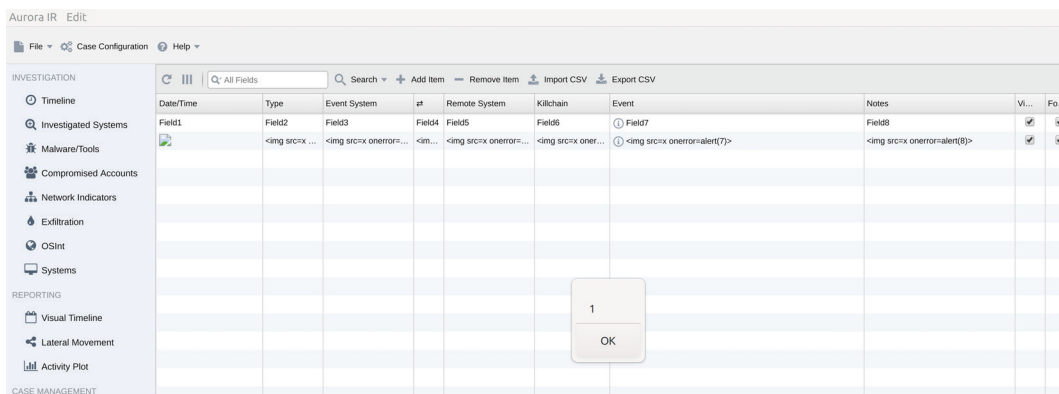 Aurora IR Edit
File Case Configuration Help
INVESTIGATION
Timeline
Investigated Systems
Malware/Tools
Compromised Accounts
Network Indicators
Exfiltration
OSInt
Systems
REPORTING
Visual Timeline
Lateral Movement
Activity Plot
CASE MANAGEMENT
All Fields Search Add Item Remove Item Import CSV Export CSV
Date/Time Type Event System ⇄ Remote System Killchain Event Notes Vi... Fo...
Field1 Field2 Field3 Field4 Field5 Field6 Field7 Field8
<img src=x ... <img src=x onerror=... <im... <img src=x onerror=... <img src=x oner... <img src=x onerror=alert(7)> <img src=x onerror=alert(8)>
1
OK